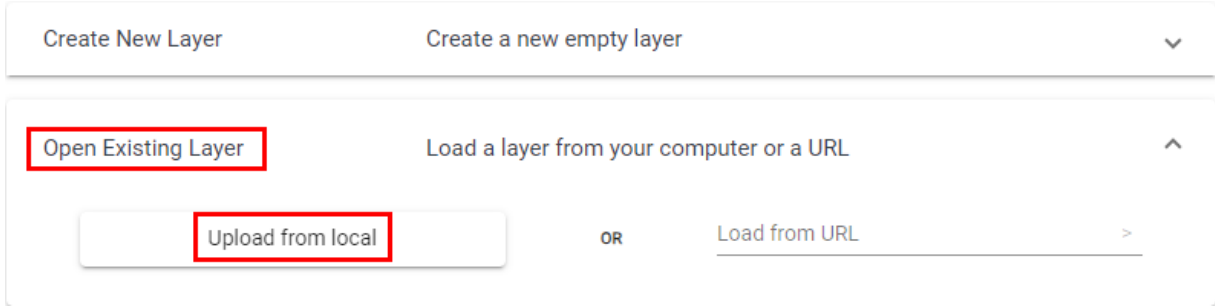 Create New Layer Create a new empty layer
Open Existing Layer Load a layer from your computer or a URL
Upload from local OR Load from URL >